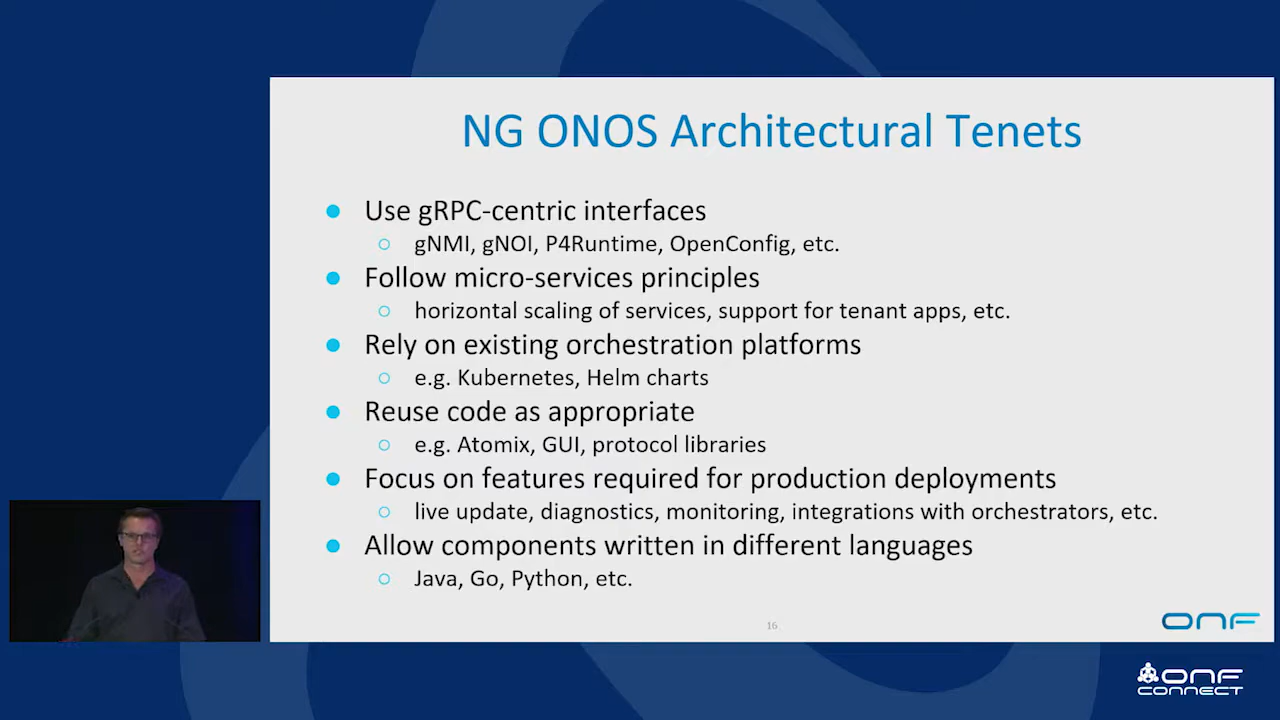 NG ONOS Architectural Tenets
● Use gRPC-centric interfaces
○ gNMI, gNOI, P4Runtime, OpenConfig, etc.
● Follow micro-services principles
○ horizontal scaling of services, support for tenant apps, etc.
● Rely on existing orchestration platforms
○ e.g. Kubernetes, Helm charts
● Reuse code as appropriate
○ e.g. Atomix, GUI, protocol libraries
● Focus on features required for production deployments
○ live update, diagnostics, monitoring, integrations with orchestrators, etc.
● Allow components written in different languages
○ Java, Go, Python, etc.
16
ONF
ONF
CONNECT